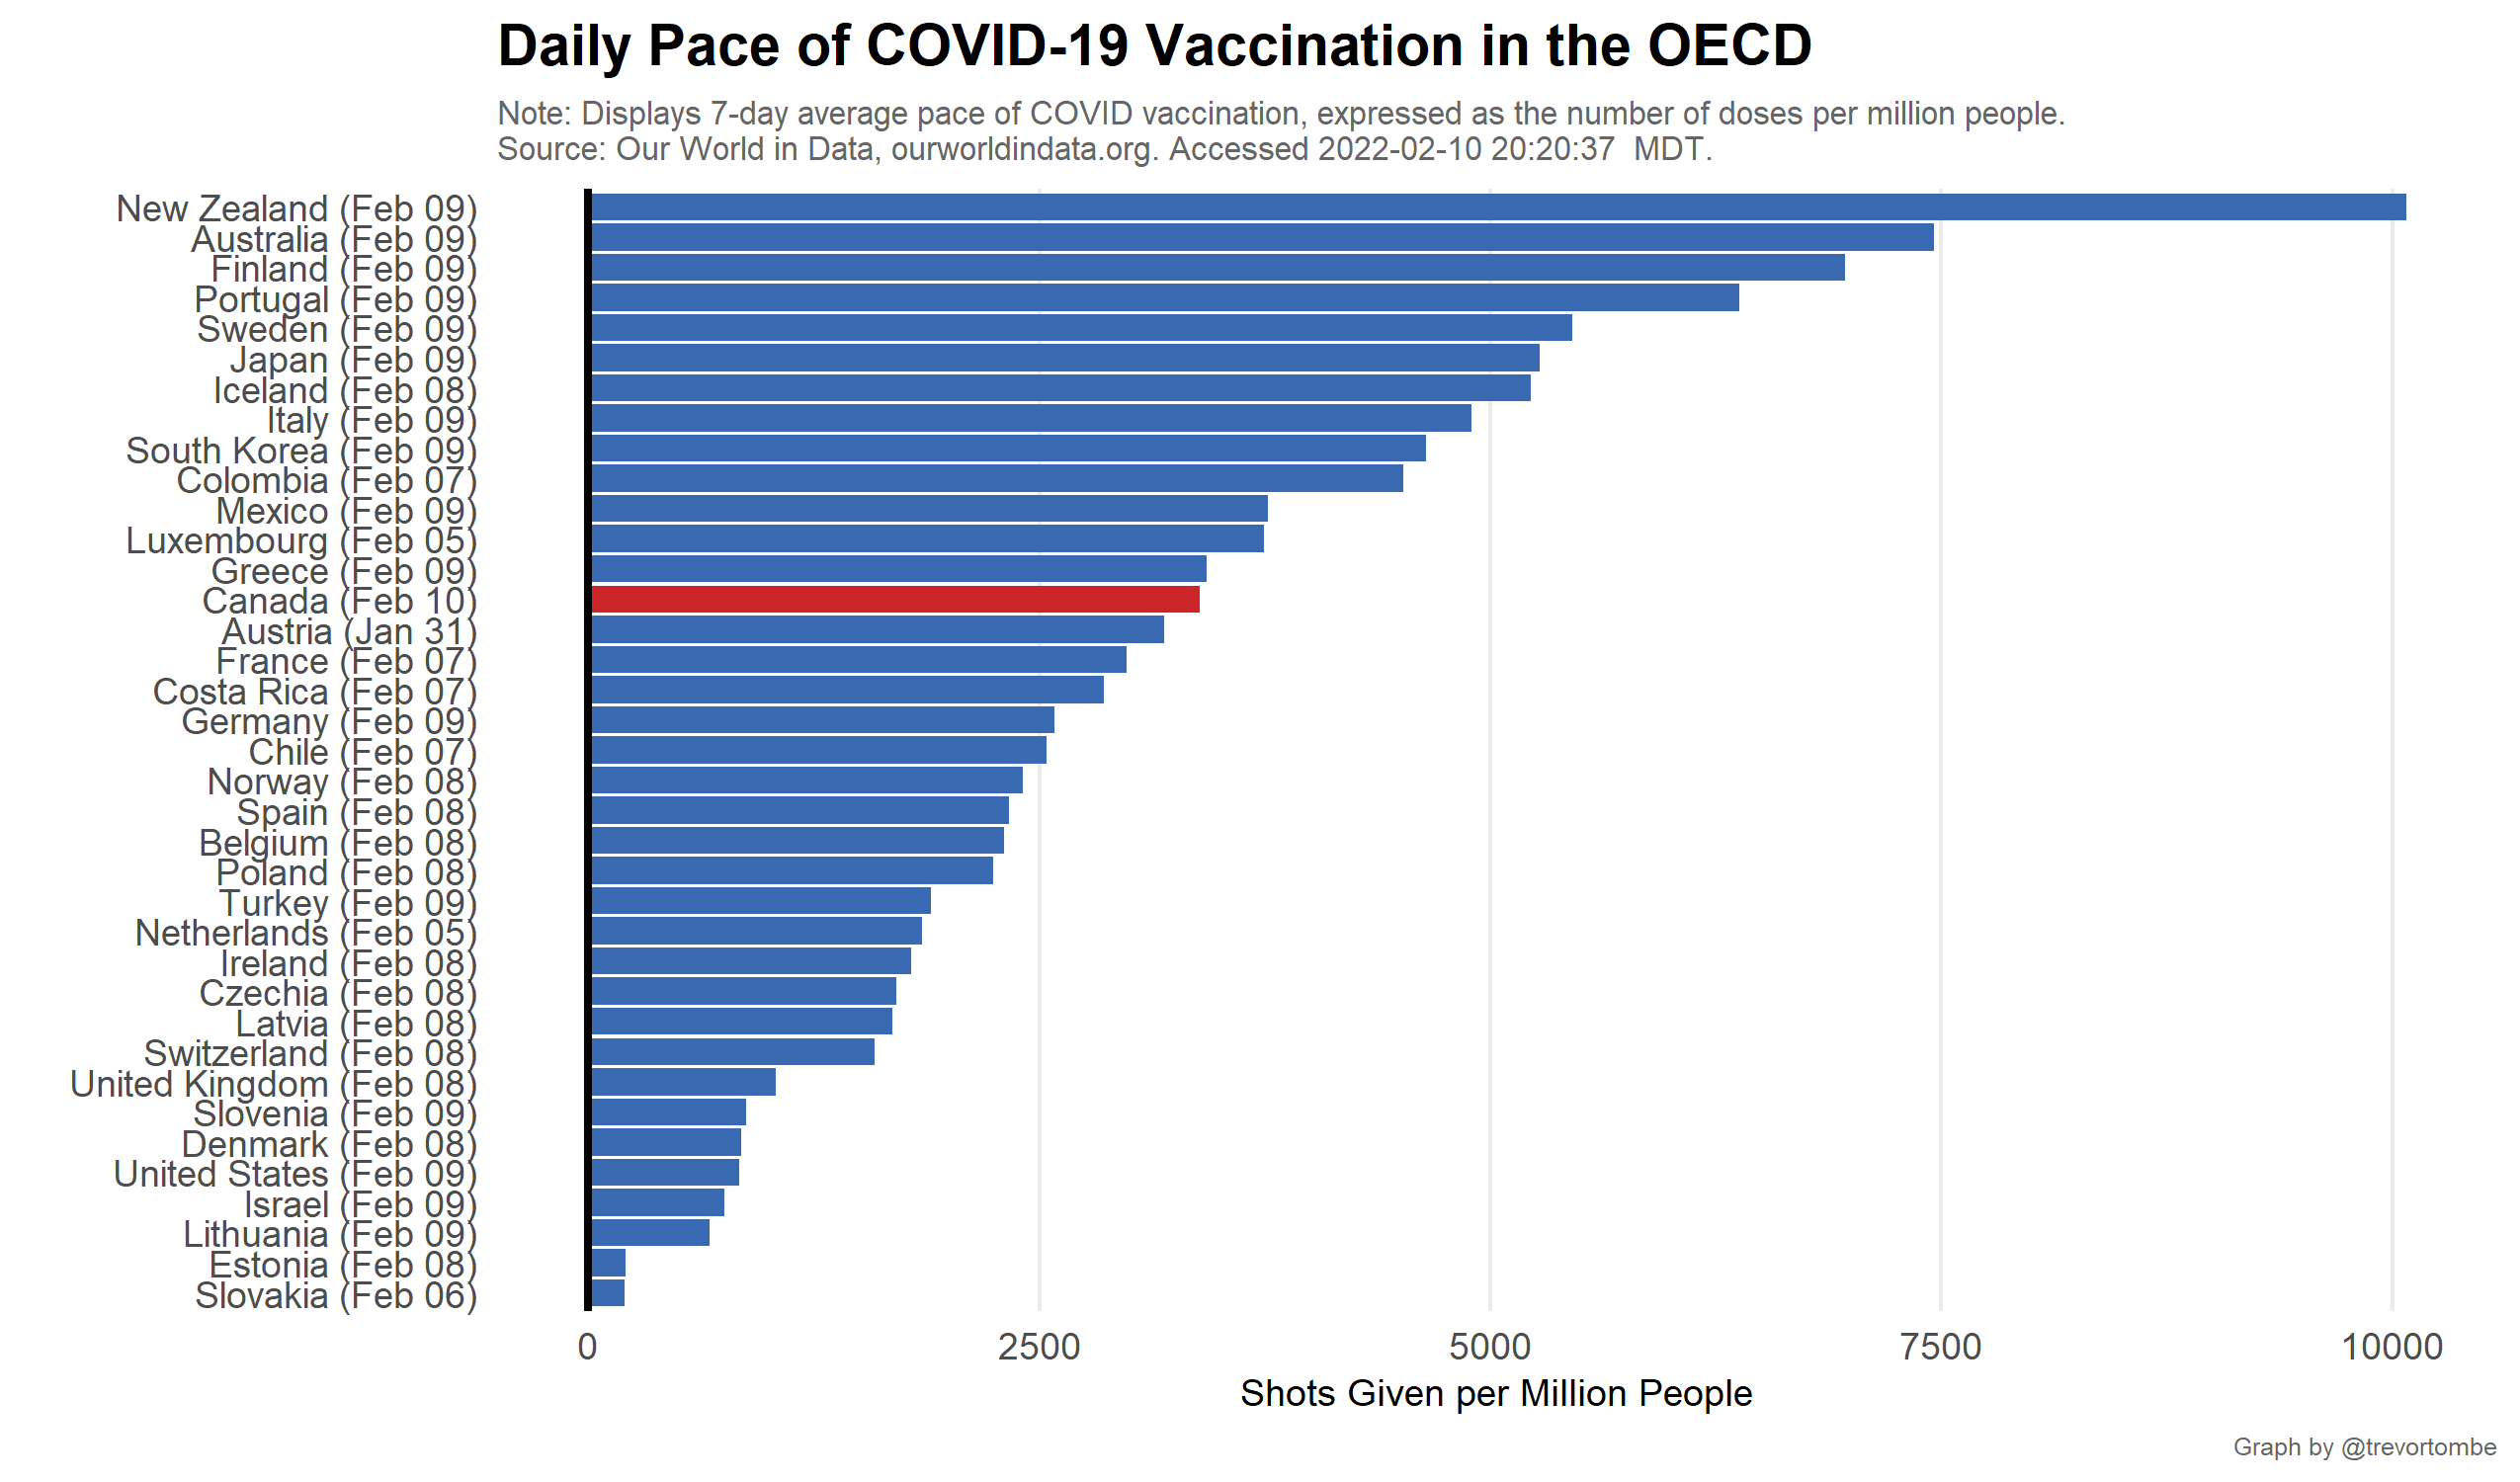 Daily Pace of COVID-19 Vaccination in the OECD
Note: Displays 7-day average pace of COVID vaccination, expressed as the number of doses per million people.
Source: Our World in Data, ourworldindata.org. Accessed 2022-02-10 20:20:37  MDT.
New Zealand (Feb 09)
Australia (Feb 09)
Finland (Feb 09)
Portugal (Feb 09)
Sweden (Feb 09)
Japan (Feb 09)
Iceland (Feb 08)
Italy (Feb 09)
South Korea (Feb 09)
Colombia (Feb 07)
Mexico (Feb 09)
Luxembourg (Feb 05)
Greece (Feb 09)
Canada (Feb 10)
Austria (Jan 31)
France (Feb 07)
Costa Rica (Feb 07)
Germany (Feb 09)
Chile (Feb 07)
Norway (Feb 08)
Spain (Feb 08)
Belgium (Feb 08)
Poland (Feb 08)
Turkey (Feb 09)
Netherlands (Feb 05)
Ireland (Feb 08)
Czechia (Feb 08)
Latvia (Feb 08)
Switzerland (Feb 08)
United Kingdom (Feb 08)
Slovenia (Feb 09)
Denmark (Feb 08)
United States (Feb 09)
Israel (Feb 09)
Lithuania (Feb 09)
Estonia (Feb 08)
Slovakia (Feb 06)
0 2500 5000 7500 10000
Shots Given per Million People
Graph by @trevortombe